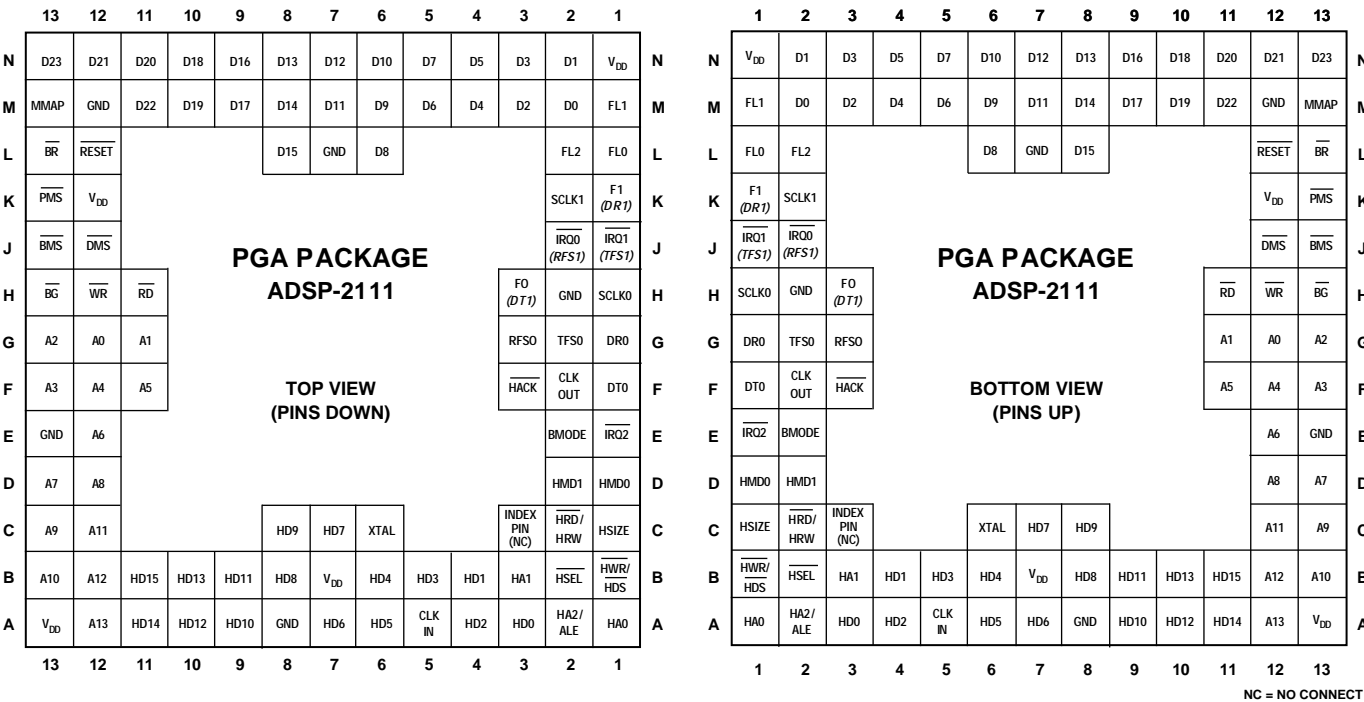 13 12 11 10 9 8 7 6 5 4 3 2 1
N D23 D21 D20 D18 D16 D13 D12 D10 D7 D5 D3 D1 VDD N
M MMAP GND D22 D19 D17 D14 D11 D9 D6 D4 D2 D0 FL1 M
L BR RESET D15 GND D8 FL2 FL0 L
K PMS VDD SCLK1 F1 (DR1) K
J BMS DMS IRQ0 (RFS1) IRQ1 (TFS1) J
H BG WR RD FO (DT1) GND SCLK0 H
G A2 A0 A1 RFSO TFS0 DR0 G
F A3 A4 A5 HACK CLK OUT DT0 F
E GND A6 BMODE IRQ2 E
D A7 A8 HMD1 HMD0 D
C A9 A11 HD9 HD7 XTAL INDEX PIN (NC) HRD/ HRW HSIZE C
B A10 A12 HD15 HD13 HD11 HD8 VDD HD4 HD3 HD1 HA1 HSEL HWR/ HDS B
A VDD A13 HD14 HD12 HD10 GND HD6 HD5 CLK IN HD2 HD0 HA2/ ALE HA0 A
13 12 11 10 9 8 7 6 5 4 3 2 1
PGA PACKAGE
ADSP-2111
TOP VIEW
(PINS DOWN)
1 2 3 4 5 6 7 8 9 10 11 12 13
N VDD D1 D3 D5 D7 D10 D12 D13 D16 D18 D20 D21 D23 N
M FL1 D0 D2 D4 D6 D9 D11 D14 D17 D19 D22 GND MMAP M
L FL0 FL2 D8 GND D15 RESET BR L
K F1 (DR1) SCLK1 VDD PMS K
J IRQ1 (TFS1) IRQ0 (RFS1) DMS BMS J
H SCLK0 GND FO (DT1) RD WR BG H
G DR0 TFS0 RFSO A1 A0 A2 G
F DT0 CLK OUT HACK A5 A4 A3 F
E IRQ2 BMODE A6 GND E
D HMD0 HMD1 A8 A7 D
C HSIZE HRD/ HRW INDEX PIN (NC) XTAL HD7 HD9 A11 A9 C
B HWR/ HDS HSEL HA1 HD1 HD3 HD4 VDD HD8 HD11 HD13 HD15 A12 A10 B
A HA0 HA2/ ALE HD0 HD2 CLK IN HD5 HD6 GND HD10 HD12 HD14 A13 VDD A
1 2 3 4 5 6 7 8 9 10 11 12 13
PGA PACKAGE
ADSP-2111
BOTTOM VIEW
(PINS UP)
NC = NO CONNECT